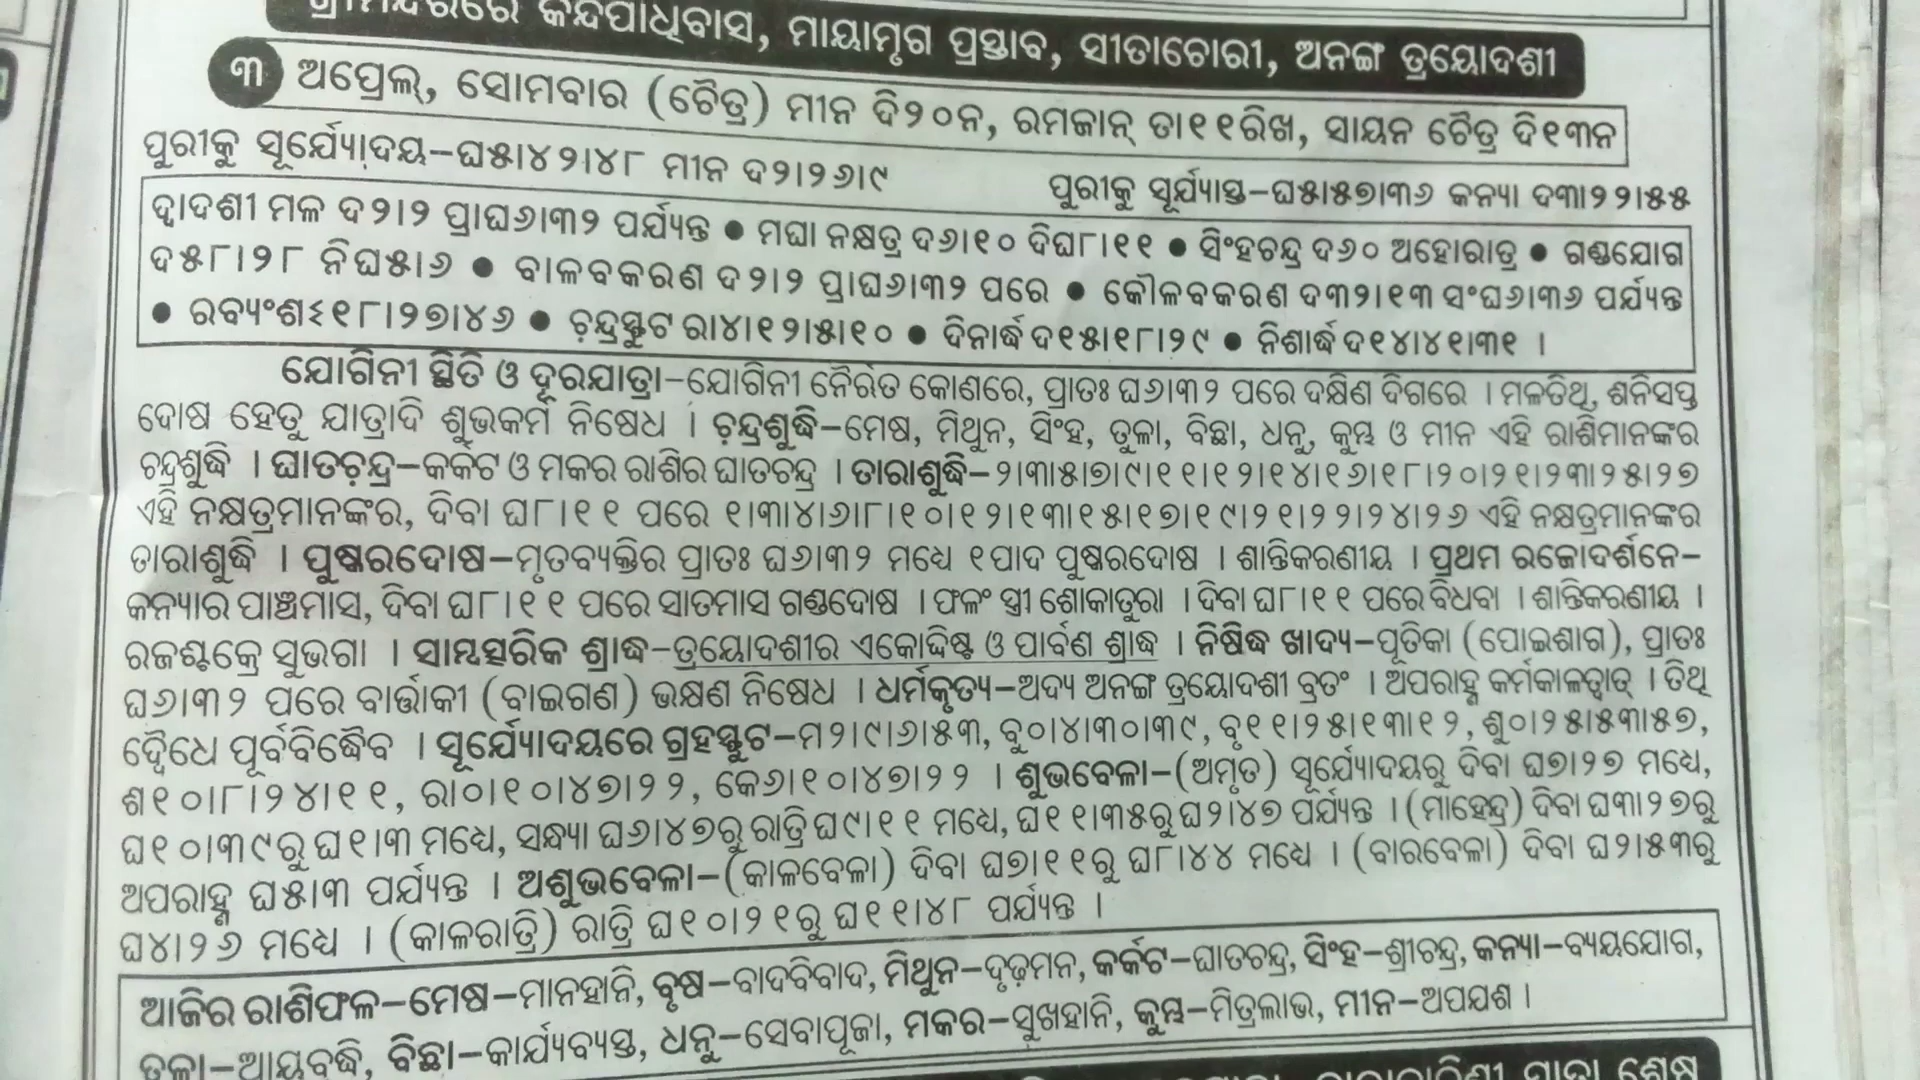 ଶ୍ରୀମନ୍ଦିରରେ କନ୍ଦପାଧିବାସ, ମାୟାମୃଗ ପ୍ରସ୍ତାବ, ସୀତାଚୋରୀ, ଅନଙ୍ଗ ତ୍ରୟୋଦଶୀ
୩ ଅପ୍ରେଲ୍, ସୋମବାର (ଚୈତ୍ର) ମୀନ ଦି୨୦ନ, ରମଜାନ୍ ତା୧୧ରିଖ, ସାୟନ ଚୈତ୍ର ଦି୧୩ନ
ପୁରୀକୁ ସୂର୍ଯ୍ୟୋଦୟ–ଘ୫।୪୨।୪୮ ମୀନ ଦ୨।୨୬।୯ ପୁରୀକୁ ସୂର୍ଯ୍ୟାସ୍ତ–ଘ୫।୫୭।୩୬ କନ୍ୟା ଦ୩।୨୨।୫୫
ଦ୍ୱାଦଶୀ ମଳ ଦ୨।୨ ପ୍ରାଘ୬।୩୨ ପର୍ଯ୍ୟନ୍ତ ● ମଘା ନକ୍ଷତ୍ର ଦ୬।୧୦ ଦିଘ୮।୧୧ ● ସିଂହଚନ୍ଦ୍ର ଦ୬୦ ଅହୋରାତ୍ର ● ଗଣ୍ଡଯୋଗ
ଦ୫୮।୨୮ ନିଘ୫।୬ ● ବାଳବକରଣ ଦ୨।୨ ପ୍ରାଘ୬।୩୨ ପରେ ● କୌଳବକରଣ ଦ୩୨।୧୩ ସଂଘ୬।୩୬ ପର୍ଯ୍ୟନ୍ତ
● ରବ୍ୟଂଶଃ୧୮।୨୭।୪୬ ● ଚନ୍ଦ୍ରସ୍ଫୁଟ ରା୪।୧୨।୫।୧୦ ● ଦିନାର୍ଦ୍ଧ ଦ୧୫।୧୮।୨୯ ● ନିଶାର୍ଦ୍ଧ ଦ୧୪।୪୧।୩୧ ।
ଯୋଗିନୀ ସ୍ଥିତି ଓ ଦୂରଯାତ୍ରା–ଯୋଗିନୀ ନୈଋତ କୋଣରେ, ପ୍ରାତଃ ଘ୬।୩୨ ପରେ ଦକ୍ଷିଣ ଦିଗରେ । ମଳତିଥି, ଶନିସପ୍ତ
ଦୋଷ ହେତୁ ଯାତ୍ରାଦି ଶୁଭକର୍ମ ନିଷେଧ । ଚନ୍ଦ୍ରଶୁଦ୍ଧି–ମେଷ, ମିଥୁନ, ସିଂହ, ତୁଳା, ବିଛା, ଧନୁ, କୁମ୍ଭ ଓ ମୀନ ଏହି ରାଶିମାନଙ୍କର
ଚନ୍ଦ୍ରଶୁଦ୍ଧି । ଘାତଚନ୍ଦ୍ର–କର୍କଟ ଓ ମକର ରାଶିର ଘାତଚନ୍ଦ୍ର । ତାରାଶୁଦ୍ଧି–୨।୩।୫।୭।୯।୧୧।୧୨।୧୪।୧୬।୧୮।୨୦।୨୧।୨୩।୨୫।୨୭
ଏହି ନକ୍ଷତ୍ରମାନଙ୍କର, ଦିବା ଘ୮।୧୧ ପରେ ୧।୩।୪।୬।୮।୧୦।୧୨।୧୩।୧୫।୧୭।୧୯।୨୧।୨୨।୨୪।୨୬ ଏହି ନକ୍ଷତ୍ରମାନଙ୍କର
ତାରାଶୁଦ୍ଧି । ପୁଷ୍କରଦୋଷ–ମୃତବ୍ୟକ୍ତିର ପ୍ରାତଃ ଘ୬।୩୨ ମଧ୍ୟେ ୧ପାଦ ପୁଷ୍କରଦୋଷ । ଶାନ୍ତିକରଣୀୟ । ପ୍ରଥମ ରଜୋଦର୍ଶନେ–
କନ୍ୟାର ପାଞ୍ଚମାସ, ଦିବା ଘ୮।୧୧ ପରେ ସାତମାସ ଗଣ୍ଡଦୋଷ । ଫଳଂ ସ୍ତ୍ରୀ ଶୋକାତୁରା । ଦିବା ଘ୮।୧୧ ପରେ ବିଧବା । ଶାନ୍ତିକରଣୀୟ ।
ରଜଶ୍ଚକ୍ରେ ସୁଭଗା । ସାମ୍ବତ୍ସରିକ ଶ୍ରାଦ୍ଧ–ତ୍ରୟୋଦଶୀର ଏକୋଦ୍ଦିଷ୍ଟ ଓ ପାର୍ବଣ ଶ୍ରାଦ୍ଧ । ନିଷିଦ୍ଧ ଖାଦ୍ୟ–ପୂତିକା (ପୋଇଶାଗ), ପ୍ରାତଃ
ଘ୬।୩୨ ପରେ ବାର୍ତ୍ତାକୀ (ବାଇଗଣ) ଭକ୍ଷଣ ନିଷେଧ । ଧର୍ମକୃତ୍ୟ–ଅଦ୍ୟ ଅନଙ୍ଗ ତ୍ରୟୋଦଶୀ ବ୍ରତଂ । ଅପରାହ୍ଣ କର୍ମକାଳତ୍ୱାତ୍ । ତିଥି
ଦ୍ୱୈଧେ ପୂର୍ବବିଦ୍ଧୈବ । ସୂର୍ଯ୍ୟୋଦୟରେ ଗ୍ରହସ୍ଫୁଟ–ମ୨।୯।୬।୫୩, ବୁ୦।୪।୩୦।୩୯, ବୃ୧୧।୨୫।୧୩।୧୨, ଶୁ୦।୨୫।୫୩।୫୭,
ଶ୧୦।୮।୨୪।୧୧, ରା୦।୧୦।୪୭।୨୨, କେ୬।୧୦।୪୭।୨୨ । ଶୁଭବେଳା–(ଅମୃତ) ସୂର୍ଯ୍ୟୋଦୟରୁ ଦିବା ଘ୭।୨୭ ମଧ୍ୟେ,
ଘ୧୦।୩୯ରୁ ଘ୧।୩ ମଧ୍ୟେ, ସନ୍ଧ୍ୟା ଘ୬।୪୭ରୁ ରାତ୍ରି ଘ୯।୧୧ ମଧ୍ୟେ, ଘ୧୧।୩୫ରୁ ଘ୨।୪୭ ପର୍ଯ୍ୟନ୍ତ । (ମାହେନ୍ଦ୍ର) ଦିବା ଘ୩।୨୭ରୁ
ଅପରାହ୍ଣ ଘ୫।୩ ପର୍ଯ୍ୟନ୍ତ । ଅଶୁଭବେଳା–(କାଳବେଳା) ଦିବା ଘ୭।୧୧ରୁ ଘ୮।୪୪ ମଧ୍ୟେ । (ବାରବେଳା) ଦିବା ଘ୨।୫୩ରୁ
ଘ୪।୨୬ ମଧ୍ୟେ । (କାଳରାତ୍ରି) ରାତ୍ରି ଘ୧୦।୨୧ରୁ ଘ୧୧।୪୮ ପର୍ଯ୍ୟନ୍ତ ।
ଆଜିର ରାଶିଫଳ–ମେଷ–ମାନହାନି, ବୃଷ–ବାଦବିବାଦ, ମିଥୁନ–ଦୃଢ଼ମନ, କର୍କଟ–ଘାତଚନ୍ଦ୍ର, ସିଂହ–ଶ୍ରୀଚନ୍ଦ୍ର, କନ୍ୟା–ବ୍ୟୟଯୋଗ,
ତୁଳା–ଆୟବୃଦ୍ଧି, ବିଛା–କାର୍ଯ୍ୟବ୍ୟସ୍ତ, ଧନୁ–ସେବାପୂଜା, ମକର–ସୁଖହାନି, କୁମ୍ଭ–ମିତ୍ରଲାଭ, ମୀନ–ଅପଯଶ ।
ଯାତ୍ରା ଶେଷ